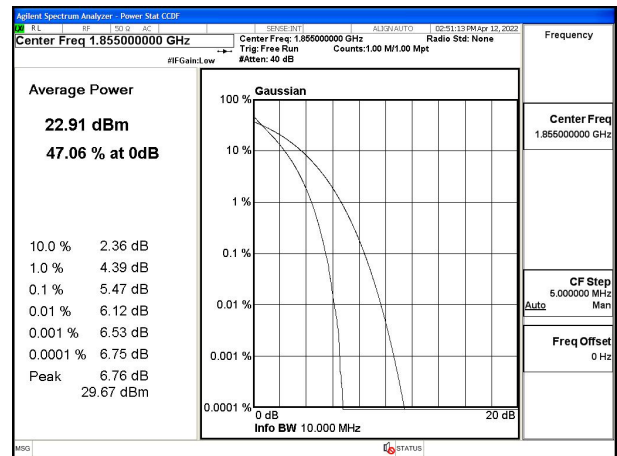 Agilent Spectrum Analyzer - Power Stat CCDF
RL RF 50 Ω AC SENSE:INT ALIGNAUTO 02:51:13 PM Apr 12, 2022
Center Freq 1.855000000 GHz
Center Freq: 1.855000000 GHz Radio Std: None
Trig: Free Run Counts:1.00 M/1.00 Mpt
#IFGain:Low #Atten: 40 dB
Frequency
Average Power
22.91 dBm
47.06 % at 0dB
10.0 % 2.36 dB
1.0 % 4.39 dB
0.1 % 5.47 dB
0.01 % 6.12 dB
0.001 % 6.53 dB
0.0001 % 6.75 dB
Peak 6.76 dB
29.67 dBm
Gaussian
100 %
10 %
1 %
0.1 %
0.01 %
0.001 %
0.0001 %
0 dB 20 dB
Info BW 10.000 MHz
Center Freq
1.855000000 GHz
CF Step
5.000000 MHz
Auto Man
Freq Offset
0 Hz
MSG STATUS